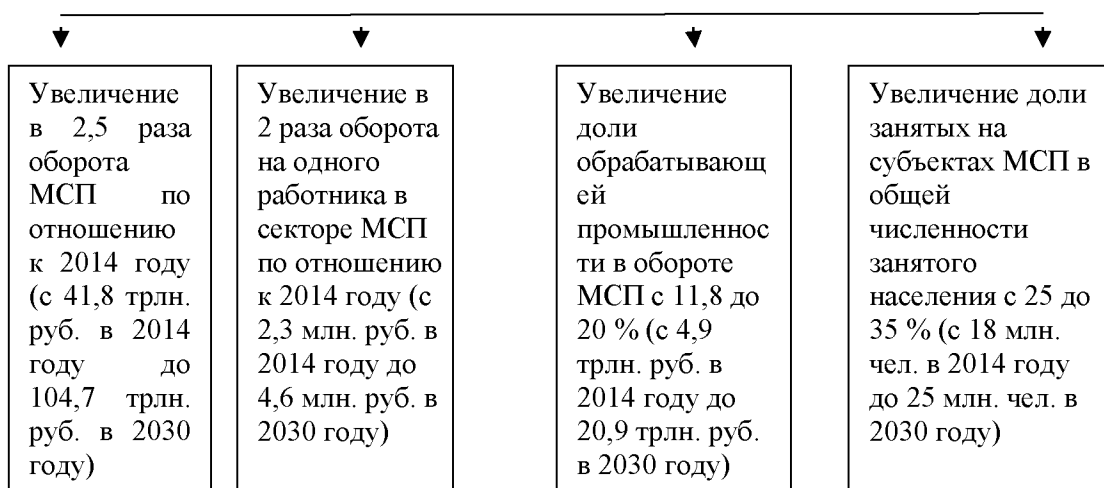 Увеличение
в 2,5 раза
оборота
МСП по
отношению
к 2014 году
(с 41,8 трлн.
руб. в 2014
году до
104,7 трлн.
руб. в 2030
году)
Увеличение в
2 раза оборота
на одного
работника в
секторе МСП
по отношению
к 2014 году (с
2,3 млн. руб. в
2014 году до
4,6 млн. руб. в
2030 году)
Увеличение
доли
обрабатывающ
ей
промышленнос
ти в обороте
МСП с 11,8 до
20 % (с 4,9
трлн. руб. в
2014 году до
20,9 трлн. руб.
в 2030 году)
Увеличение доли
занятых на
субъектах МСП в
общей
численности
занятого
населения с 25 до
35 % (с 18 млн.
чел. в 2014 году
до 25 млн. чел. в
2030 году)